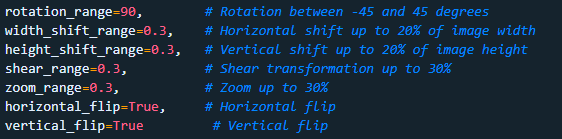 rotation_range=90,        # Rotation between -45 and 45 degrees
width_shift_range=0.3,    # Horizontal shift up to 20% of image width
height_shift_range=0.3,   # Vertical shift up to 20% of image height
shear_range=0.3,          # Shear transformation up to 30%
zoom_range=0.3,           # Zoom up to 30%
horizontal_flip=True,     # Horizontal flip
vertical_flip=True         # Vertical flip